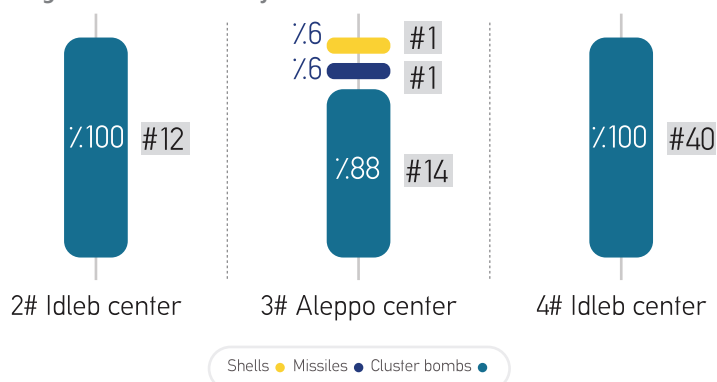 ٪6 #1
٪6 #1
٪100 #12
٪88 #14
٪100 #40
2# Idleb center
3# Aleppo center
4# Idleb center
Shells Missiles Cluster bombs